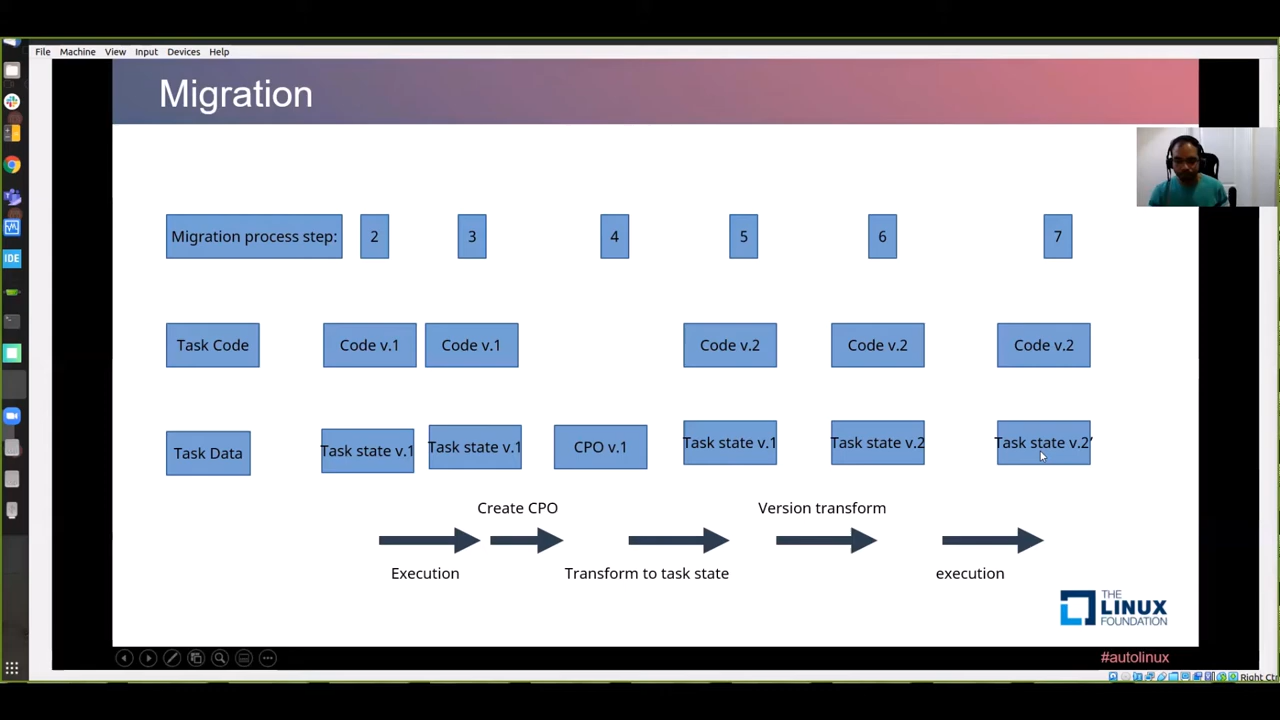 File Machine View Input Devices Help
Migration
Migration process step: 2 3 4 5 6 7
Task Code Code v.1 Code v.1 Code v.2 Code v.2 Code v.2
Task Data Task state v.1 Task state v.1 CPO v.1 Task state v.1 Task state v.2 Task state v.2’
Create CPO Version transform
Execution Transform to task state execution
THE
LINUX
FOUNDATION
#autolinux
IDE
Right Ct